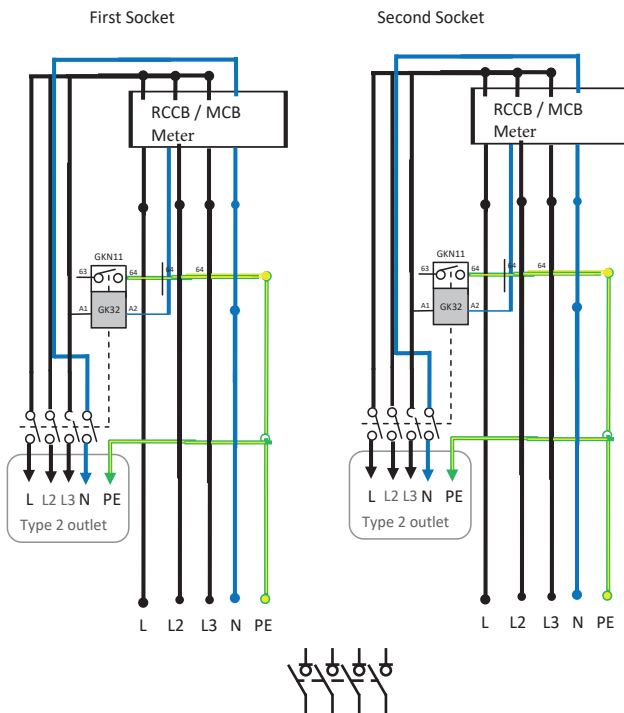 First Socket
Second Socket
RCCB / MCB
Meter
RCCB / MCB
Meter
GKN11
63
64
64
64
GK32
A1
A2
GKN11
63
64
64
64
GK32
A1
A2
L L2 L3 N PE
Type 2 outlet
L L2 L3 N PE
Type 2 outlet
L L2 L3 N PE
L L2 L3 N PE